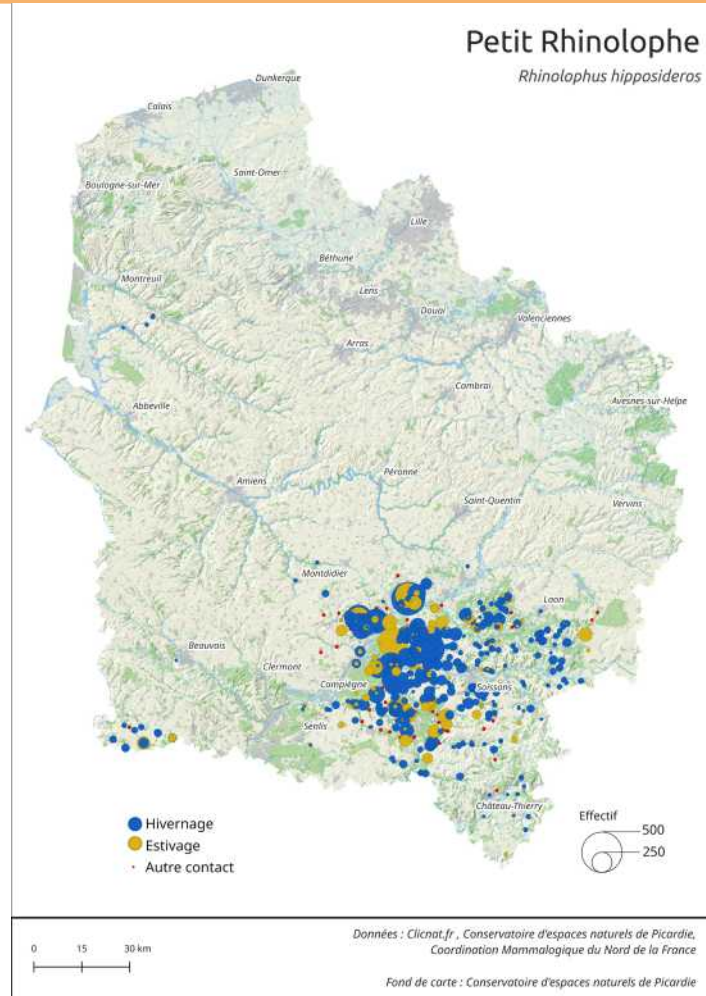 Petit Rhinolophe
Rhinolophus hipposideros
Dunkerque
Calais
Saint-Omer
Boulogne-sur-Mer
Lille
Béthune
Montreuil
Lens
Douai
Valenciennes
Arras
Cambrai
Avesnes-sur-Helpe
Abbeville
Amiens
Péronne
Saint-Quentin
Vervins
Montdidier
Laon
Beauvais
Clermont
Compiègne
Soissons
Senlis
Château-Thierry
Hivernage
Estivage
Autre contact
Effectif
500
250
0 15 30 km
Données : Clicnat.fr , Conservatoire d'espaces naturels de Picardie,
Coordination Mammalogique du Nord de la France
Fond de carte : Conservatoire d'espaces naturels de Picardie